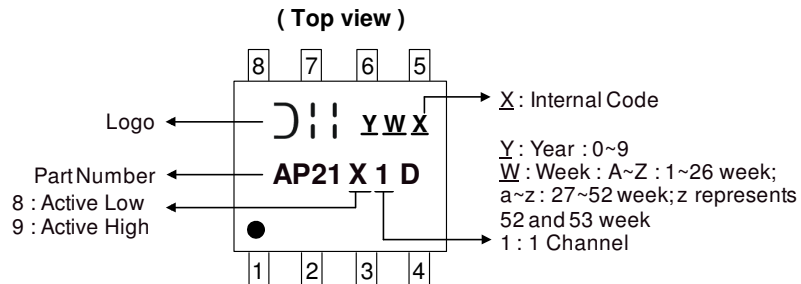 ( Top view )
8 7 6 5
Logo
Y W X
X : Internal Code
Part Number
AP21 X 1 D
8 : Active Low
9 : Active High
Y : Year : 0~9
W : Week : A~Z : 1~26 week;
a~z : 27~52 week; z represents
52 and 53 week
1 : 1 Channel
1 2 3 4